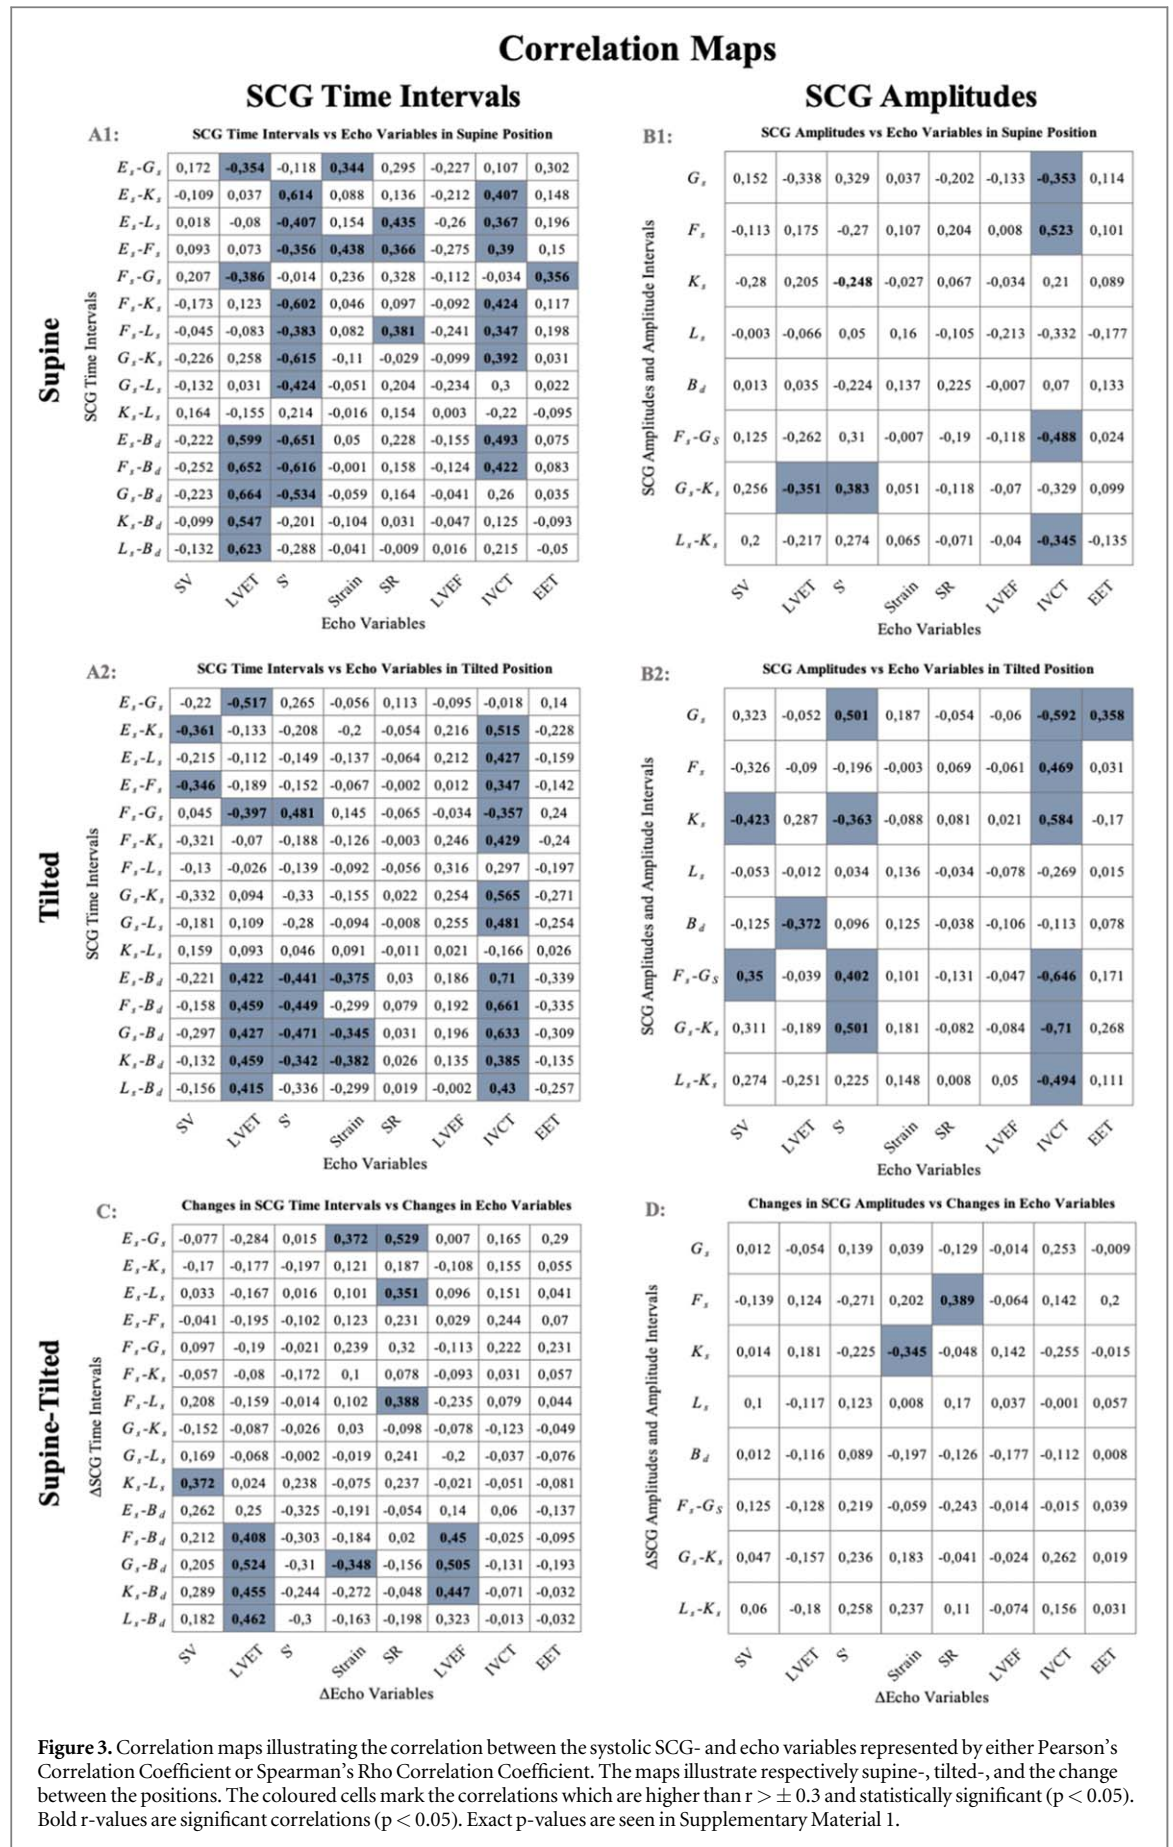 Correlation Maps
SCG Time Intervals
SCG Amplitudes
Supine
A1:
SCG Time Intervals vs Echo Variables in Supine Position
SCG Time Intervals
Es-Gs 0,172 -0,354 -0,118 0,344 0,295 -0,227 0,107 0,302
Es-Ks -0,109 0,037 0,614 0,088 0,136 -0,212 0,407 0,148
Es-Ls 0,018 -0,08 -0,407 0,154 0,435 -0,26 0,367 0,196
Es-Fs 0,093 0,073 -0,356 0,438 0,366 -0,275 0,39 0,15
Fs-Gs 0,207 -0,386 -0,014 0,236 0,328 -0,112 -0,034 0,356
Fs-Ks -0,173 0,123 -0,602 0,046 0,097 -0,092 0,424 0,117
Fs-Ls -0,045 -0,083 -0,383 0,082 0,381 -0,241 0,347 0,198
Gs-Ks -0,226 0,258 -0,615 -0,11 -0,029 -0,099 0,392 0,031
Gs-Ls -0,132 0,031 -0,424 -0,051 0,204 -0,234 0,3 0,022
Ks-Ls 0,164 -0,155 0,214 -0,016 0,154 0,003 -0,22 -0,095
Es-Bd -0,222 0,599 -0,651 0,05 0,228 -0,155 0,493 0,075
Fs-Bd -0,252 0,652 -0,616 -0,001 0,158 -0,124 0,422 0,083
Gs-Bd -0,223 0,664 -0,534 -0,059 0,164 -0,041 0,26 0,035
Ks-Bd -0,099 0,547 -0,201 -0,104 0,031 -0,047 0,125 -0,093
Ls-Bd -0,132 0,623 -0,288 -0,041 -0,009 0,016 0,215 -0,05
SV LVET S' Strain SR LVEF IVCT EET
Echo Variables
B1:
SCG Amplitudes vs Echo Variables in Supine Position
SCG Amplitudes and Amplitude Intervals
Gs 0,152 -0,338 0,329 0,037 -0,202 -0,133 -0,353 0,114
Fs -0,113 0,175 -0,27 0,107 0,204 0,008 0,523 0,101
Ks -0,28 0,205 -0,248 -0,027 0,067 -0,034 0,21 0,089
Ls -0,003 -0,066 0,05 0,16 -0,105 -0,213 -0,332 -0,177
Bd 0,013 0,035 -0,224 0,137 0,225 -0,007 0,07 0,133
Fs-GS 0,125 -0,262 0,31 -0,007 -0,19 -0,118 -0,488 0,024
Gs-Ks 0,256 -0,351 0,383 0,051 -0,118 -0,07 -0,329 0,099
Ls-Ks 0,2 -0,217 0,274 0,065 -0,071 -0,04 -0,345 -0,135
SV LVET S' Strain SR LVEF IVCT EET
Echo Variables
Tilted
A2:
SCG Time Intervals vs Echo Variables in Tilted Position
SCG Time Intervals
Es-Gs -0,22 -0,517 0,265 -0,056 0,113 -0,095 -0,018 0,14
Es-Ks -0,361 -0,133 -0,208 -0,2 -0,054 0,216 0,515 -0,228
Es-Ls -0,215 -0,112 -0,149 -0,137 -0,064 0,212 0,427 -0,159
Es-Fs -0,346 -0,189 -0,152 -0,067 -0,002 0,012 0,347 -0,142
Fs-Gs 0,045 -0,397 0,481 0,145 -0,065 -0,034 -0,357 0,24
Fs-Ks -0,321 -0,07 -0,188 -0,126 -0,003 0,246 0,429 -0,24
Fs-Ls -0,13 -0,026 -0,139 -0,092 -0,056 0,316 0,297 -0,197
Gs-Ks -0,332 0,094 -0,33 -0,155 0,022 0,254 0,565 -0,271
Gs-Ls -0,181 0,109 -0,28 -0,094 -0,008 0,255 0,481 -0,254
Ks-Ls 0,159 0,093 0,046 0,091 -0,011 0,021 -0,166 0,026
Es-Bd -0,221 0,422 -0,441 -0,375 0,03 0,186 0,71 -0,339
Fs-Bd -0,158 0,459 -0,449 -0,299 0,079 0,192 0,661 -0,335
Gs-Bd -0,297 0,427 -0,471 -0,345 0,031 0,196 0,633 -0,309
Ks-Bd -0,132 0,459 -0,342 -0,382 0,026 0,135 0,385 -0,135
Ls-Bd -0,156 0,415 -0,336 -0,299 0,019 -0,002 0,43 -0,257
SV LVET S' Strain SR LVEF IVCT EET
Echo Variables
B2:
SCG Amplitudes vs Echo Variables in Tilted Position
SCG Amplitudes and Amplitude Intervals
Gs 0,323 -0,052 0,501 0,187 -0,054 -0,06 -0,592 0,358
Fs -0,326 -0,09 -0,196 -0,003 0,069 -0,061 0,469 0,031
Ks -0,423 0,287 -0,363 -0,088 0,081 0,021 0,584 -0,17
Ls -0,053 -0,012 0,034 0,136 -0,034 -0,078 -0,269 0,015
Bd -0,125 -0,372 0,096 0,125 -0,038 -0,106 -0,113 0,078
Fs-GS 0,35 -0,039 0,402 0,101 -0,131 -0,047 -0,646 0,171
Gs-Ks 0,311 -0,189 0,501 0,181 -0,082 -0,084 -0,71 0,268
Ls-Ks 0,274 -0,251 0,225 0,148 0,008 0,05 -0,494 0,111
SV LVET S' Strain SR LVEF IVCT EET
Echo Variables
Supine-Tilted
C:
Changes in SCG Time Intervals vs Changes in Echo Variables
ΔSCG Time Intervals
Es-Gs -0,077 -0,284 0,015 0,372 0,529 0,007 0,165 0,29
Es-Ks -0,17 -0,177 -0,197 0,121 0,187 -0,108 0,155 0,055
Es-Ls 0,033 -0,167 0,016 0,101 0,351 0,096 0,151 0,041
Es-Fs -0,041 -0,195 -0,102 0,123 0,231 0,029 0,244 0,07
Fs-Gs 0,097 -0,19 -0,021 0,239 0,32 -0,113 0,222 0,231
Fs-Ks -0,057 -0,08 -0,172 0,1 0,078 -0,093 0,031 0,057
Fs-Ls 0,208 -0,159 -0,014 0,102 0,388 -0,235 0,079 0,044
Gs-Ks -0,152 -0,087 -0,026 0,03 -0,098 -0,078 -0,123 -0,049
Gs-Ls 0,169 -0,068 -0,002 -0,019 0,241 -0,2 -0,037 -0,076
Ks-Ls 0,372 0,024 0,238 -0,075 0,237 -0,021 -0,051 -0,081
Es-Bd 0,262 0,25 -0,325 -0,191 -0,054 0,14 0,06 -0,137
Fs-Bd 0,212 0,408 -0,303 -0,184 0,02 0,45 -0,025 -0,095
Gs-Bd 0,205 0,524 -0,31 -0,348 -0,156 0,505 -0,131 -0,193
Ks-Bd 0,289 0,455 -0,244 -0,272 -0,048 0,447 -0,071 -0,032
Ls-Bd 0,182 0,462 -0,3 -0,163 -0,198 0,323 -0,013 -0,032
SV LVET S' Strain SR LVEF IVCT EET
ΔEcho Variables
D:
Changes in SCG Amplitudes vs Changes in Echo Variables
ΔSCG Amplitudes and Amplitude Intervals
Gs 0,012 -0,054 0,139 0,039 -0,129 -0,014 0,253 -0,009
Fs -0,139 0,124 -0,271 0,202 0,389 -0,064 0,142 0,2
Ks 0,014 0,181 -0,225 -0,345 -0,048 0,142 -0,255 -0,015
Ls 0,1 -0,117 0,123 0,008 0,17 0,037 -0,001 0,057
Bd 0,012 -0,116 0,089 -0,197 -0,126 -0,177 -0,112 0,008
Fs-GS 0,125 -0,128 0,219 -0,059 -0,243 -0,014 -0,015 0,039
Gs-Ks 0,047 -0,157 0,236 0,183 -0,041 -0,024 0,262 0,019
Ls-Ks 0,06 -0,18 0,258 0,237 0,11 -0,074 0,156 0,031
SV LVET S' Strain SR LVEF IVCT EET
ΔEcho Variables
Figure 3. Correlation maps illustrating the correlation between the systolic SCG- and echo variables represented by either Pearson's
Correlation Coefficient or Spearman's Rho Correlation Coefficient. The maps illustrate respectively supine-, tilted-, and the change
between the positions. The coloured cells mark the correlations which are higher than r > ± 0.3 and statistically significant (p < 0.05).
Bold r-values are significant correlations (p < 0.05). Exact p-values are seen in Supplementary Material 1.